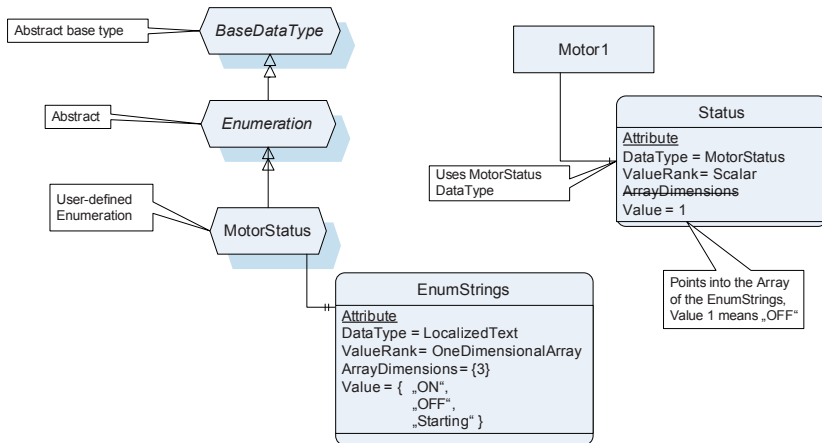 Abstract base type
BaseDataType
Abstract
Enumeration
User-defined
Enumeration
MotorStatus
EnumStrings
Attribute
DataType = LocalizedText
ValueRank= OneDimensionalArray
ArrayDimensions= {3}
Value = { „ON“,
„OFF“,
„Starting“ }
Motor1
Status
Attribute
DataType = MotorStatus
ValueRank= Scalar
ArrayDimensions
Value = 1
Uses MotorStatus
DataType
Points into the Array
of the EnumStrings,
Value 1 means „OFF“